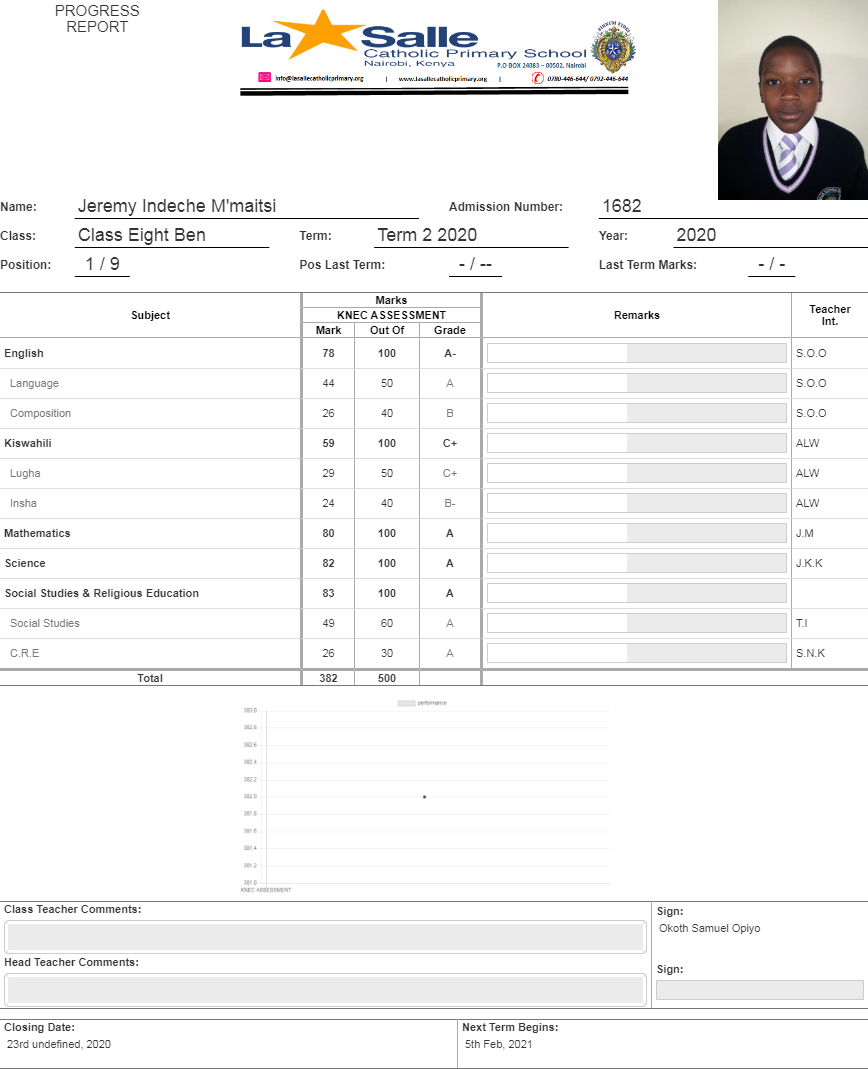 PROGRESS
REPORT
La Salle
Catholic Primary School
Nairobi, Kenya
P.O BOX 24083 – 00502, Nairobi
info@lasallecatholicprimary.org | www.lasallecatholicprimary.org | 0780-446-644/ 0792-446-644
Name: Jeremy Indeche M'maitsi Admission Number: 1682
Class: Class Eight Ben Term: Term 2 2020 Year: 2020
Position: 1 / 9 Pos Last Term: - / -- Last Term Marks: - / -
Subject Marks Remarks Teacher Int.
KNEC ASSESSMENT
Mark Out Of Grade
English 78 100 A- S.O.O
Language 44 50 A S.O.O
Composition 26 40 B S.O.O
Kiswahili 59 100 C+ ALW
Lugha 29 50 C+ ALW
Insha 24 40 B- ALW
Mathematics 80 100 A J.M
Science 82 100 A J.K.K
Social Studies & Religious Education 83 100 A
Social Studies 49 60 A T.I
C.R.E 26 30 A S.N.K
Total 382 500
performance
383.0
382.8
382.6
382.4
382.2
382.0
381.8
381.6
381.4
381.2
381.0
KNEC ASSESSMENT
Class Teacher Comments: Sign:
Okoth Samuel Opiyo
Head Teacher Comments: Sign:
Closing Date: Next Term Begins:
23rd undefined, 2020 5th Feb, 2021